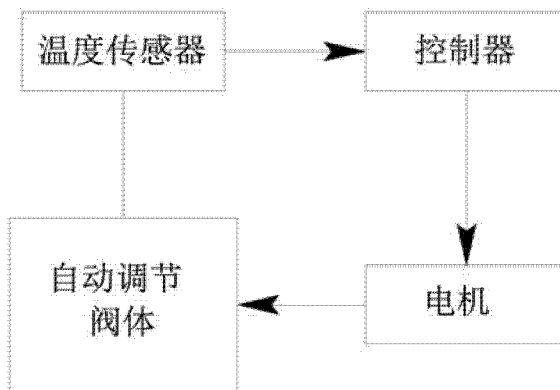 温度传感器
控制器
自动调节
阀体
电机